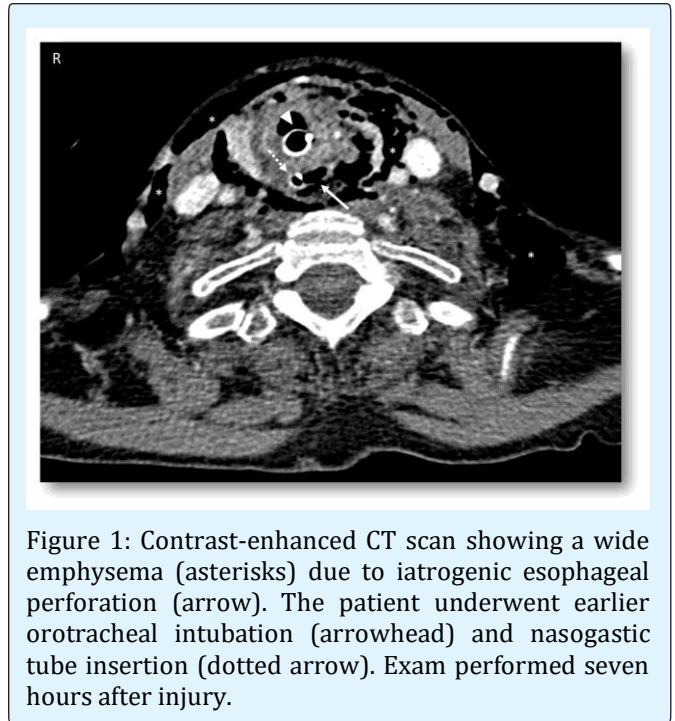 R
Figure 1: Contrast-enhanced CT scan showing a wide
emphysema (asterisks) due to iatrogenic esophageal
perforation (arrow). The patient underwent earlier
orotracheal intubation (arrowhead) and nasogastic
tube insertion (dotted arrow). Exam performed seven
hours after injury.